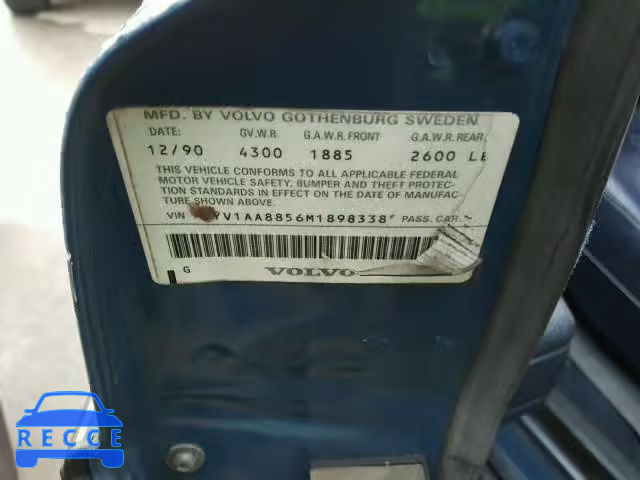 MFD. BY VOLVO GOTHENBURG SWEDEN
DATE: G.V.W.R. G.A.W.R. FRONT G.A.W.R. REAR
12/90 4300 1885 2600 LB
THIS VEHICLE CONFORMS TO ALL APPLICABLE FEDERAL
MOTOR VEHICLE SAFETY, BUMPER AND THEFT PROTEC-
TION STANDARDS IN EFFECT ON THE DATE OF MANUFAC-
TURE SHOWN ABOVE.
VIN V1AA8856M1898338* PASS. CAR
G VOLVO
RECCE